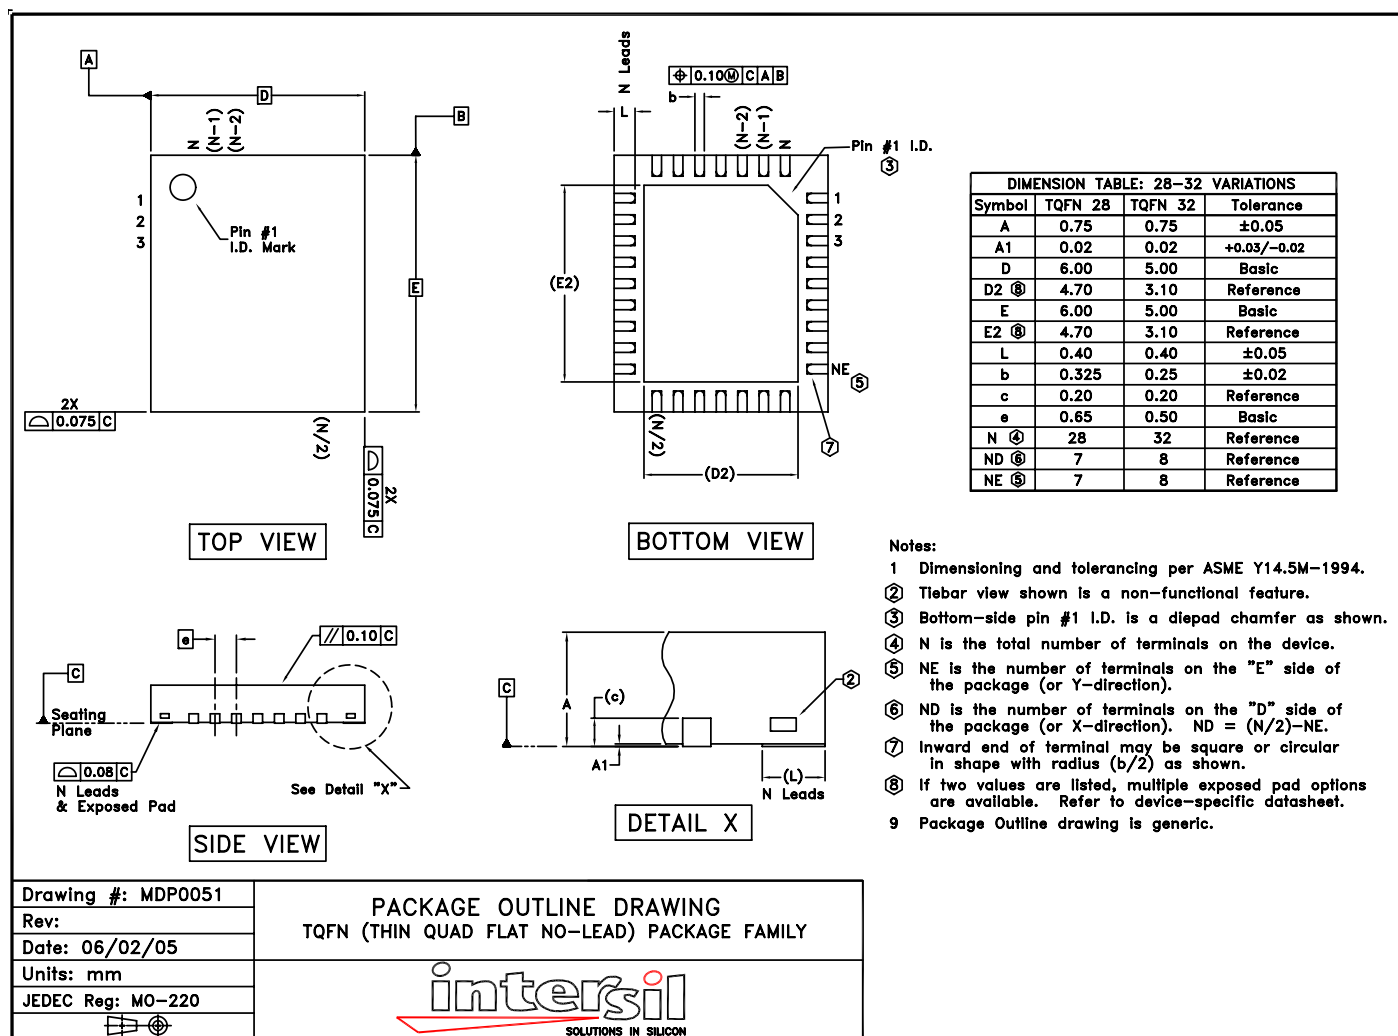 A
D
B
N
(N-1)
(N-2)
1
2
3
Pin #1
I.D. Mark
E
2X
0.075 C
(N/2)
0.075 C
2X
TOP VIEW
N Leads
L
0.10 Ⓜ C A B
b
(N-2)
(N-1)
N
Pin #1 I.D.
3
1
2
3
(E2)
NE
5
7
(N/2)
(D2)
BOTTOM VIEW
DIMENSION TABLE: 28-32 VARIATIONS
Symbol TQFN 28 TQFN 32 Tolerance
A 0.75 0.75 ±0.05
A1 0.02 0.02 +0.03/-0.02
D 6.00 5.00 Basic
D2 8 4.70 3.10 Reference
E 6.00 5.00 Basic
E2 8 4.70 3.10 Reference
L 0.40 0.40 ±0.05
b 0.325 0.25 ±0.02
c 0.20 0.20 Reference
e 0.65 0.50 Basic
N 4 28 32 Reference
ND 6 7 8 Reference
NE 5 7 8 Reference
Notes:
1 Dimensioning and tolerancing per ASME Y14.5M-1994.
2 Tiebar view shown is a non-functional feature.
3 Bottom-side pin #1 I.D. is a diepad chamfer as shown.
4 N is the total number of terminals on the device.
5 NE is the number of terminals on the "E" side of
the package (or Y-direction).
6 ND is the number of terminals on the "D" side of
the package (or X-direction). ND = (N/2)-NE.
7 Inward end of terminal may be square or circular
in shape with radius (b/2) as shown.
8 If two values are listed, multiple exposed pad options
are available. Refer to device-specific datasheet.
9 Package Outline drawing is generic.
e
// 0.10 C
C
Seating
Plane
0.08 C
N Leads
& Exposed Pad
See Detail "X"
SIDE VIEW
C
A
(c)
A1
2
(L)
N Leads
DETAIL X
Drawing #: MDP0051
Rev:
Date: 06/02/05
Units: mm
JEDEC Reg: MO-220
PACKAGE OUTLINE DRAWING
TQFN (THIN QUAD FLAT NO-LEAD) PACKAGE FAMILY
intersil
SOLUTIONS IN SILICON